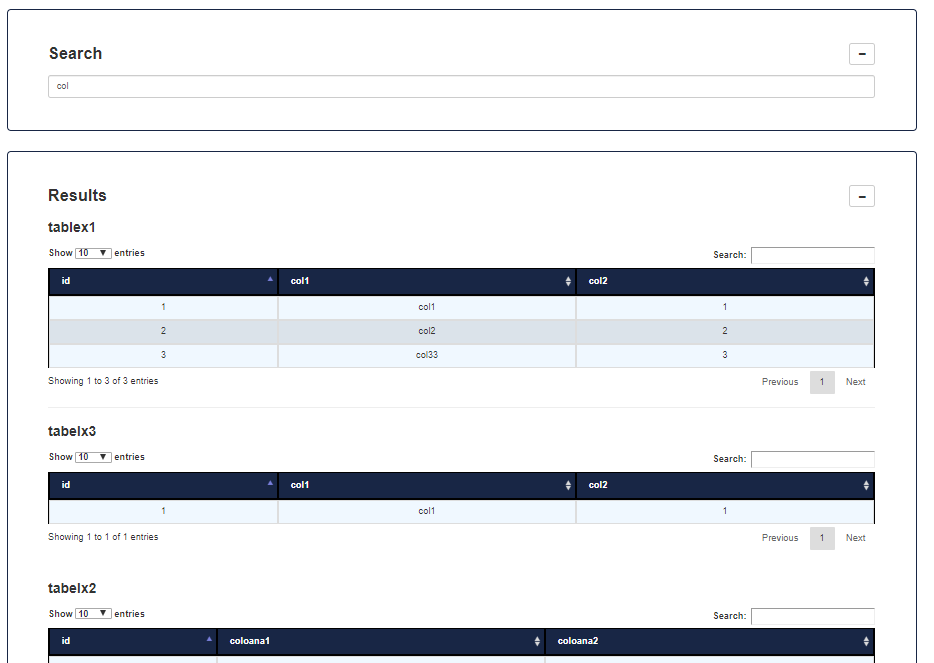 Search
col
Results
tablex1
Show 10 entries
Search:
id col1 col2
1 col1 1
2 col2 2
3 col33 3
Showing 1 to 3 of 3 entries
Previous 1 Next
tabelx3
Show 10 entries
Search:
id col1 col2
1 col1 1
Showing 1 to 1 of 1 entries
Previous 1 Next
tabelx2
Show 10 entries
Search:
id coloana1 coloana2